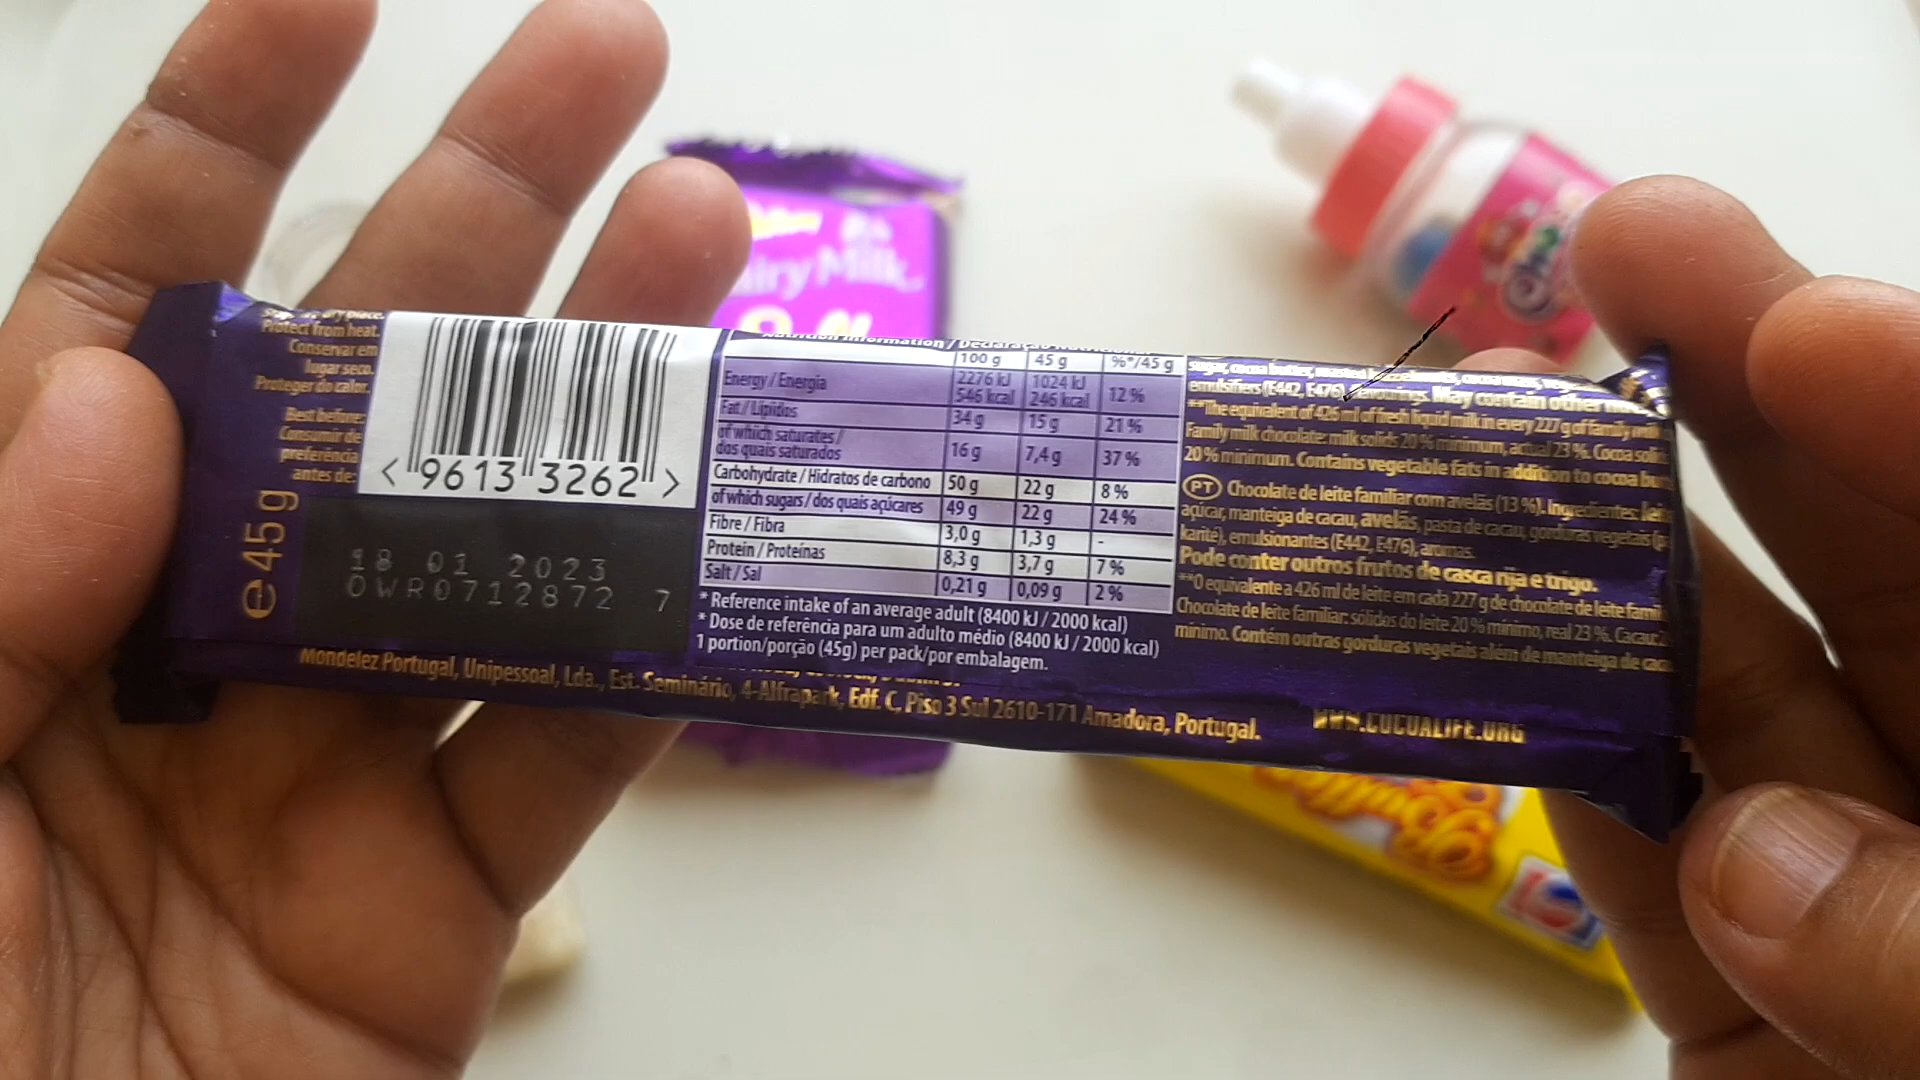 dry place.
Protect from heat.
Conservar em
lugar seco.
Proteger do calor.
Best before:
Consumir de
preferência
antes de:
e45g
<96133262>
18 01 2023
OWR0712872 7
Nutrition Information / Declaração
100 g 45 g %*/45 g
Energy / Energia 2276 kJ 1024 kJ 12 %
546 kcal 246 kcal
Fat / Lípidos 34 g 15 g 21 %
of which saturates /
dos quais saturados 16 g 7,4 g 37 %
Carbohydrate / Hidratos de carbono 50 g 22 g 8 %
of which sugars / dos quais açúcares 49 g 22 g 24 %
Fibre / Fibra 3,0 g 1,3 g -
Protein / Proteínas 8,3 g 3,7 g 7 %
Salt / Sal 0,21 g 0,09 g 2 %
* Reference intake of an average adult (8400 kJ / 2000 kcal)
* Dose de referência para um adulto médio (8400 kJ / 2000 kcal)
1 portion/porção (45g) per pack/por embalagem.
sugar, cocoa butter, roasted hazelnuts, cocoa mass,
emulsifiers (E442, E476), flavourings. May contain other
**The equivalent of 426 ml of fresh liquid milk in every 227 g of family milk
Family milk chocolate: milk solids 20 % minimum, actual 23 %. Cocoa
20 % minimum. Contains vegetable fats in addition to cocoa
PT Chocolate de leite familiar com avelãs (13 %). Ingredientes:
açúcar, manteiga de cacau, avelãs, pasta de cacau, gorduras vegetais
karité), emulsionantes (E442, E476), aromas.
Pode conter outros frutos de casca rija e trigo.
**O equivalente a 426 ml de leite em cada 227 g de chocolate de leite
Chocolate de leite familiar: sólidos do leite 20 % mínimo, real 23 %. Cacau:
mínimo. Contém outras gorduras vegetais além de manteiga de
Mondelez Portugal, Unipessoal, Lda., Est. Seminário, 4-Alfrapark, Edf. C, Piso 3 Sul 2610-171 Amadora, Portugal.
WWW.COCOALIFE.ORG
Milk